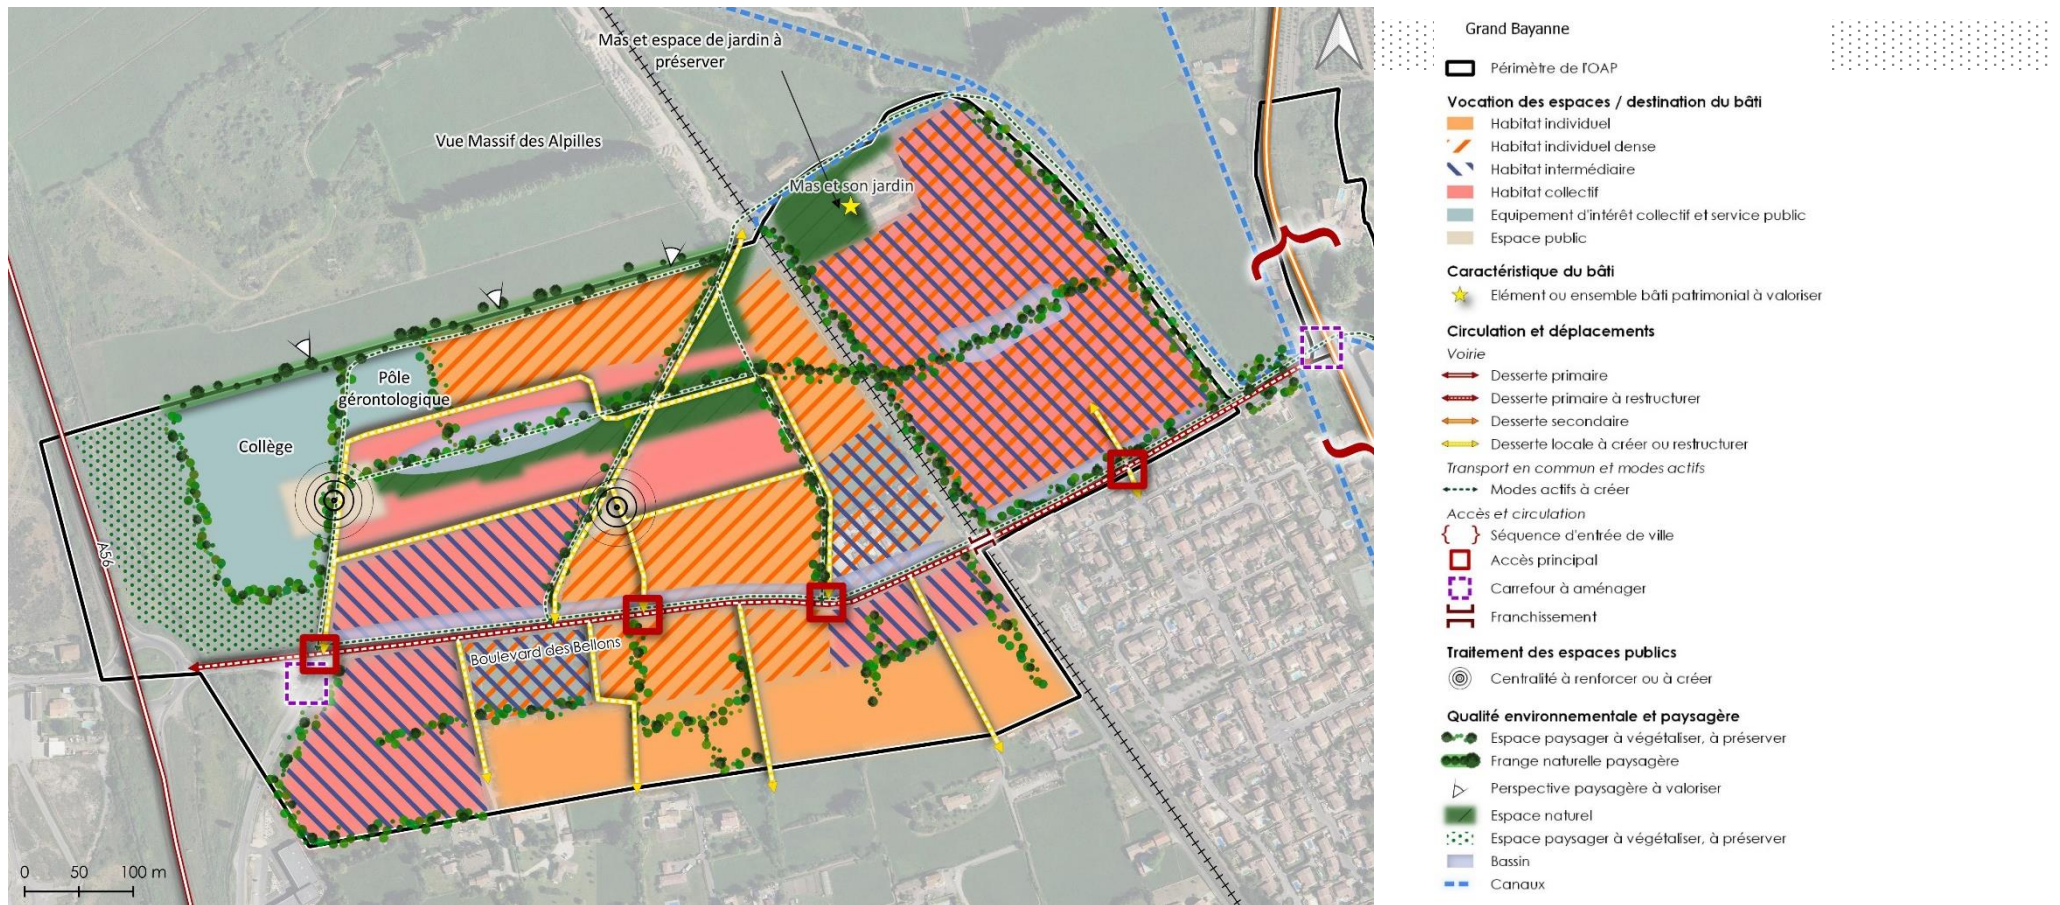 Mas et espace de jardin à
préserver
Vue Massif des Alpilles
Mas et son jardin
Pôle
gérontologique
Collège
A56
Boulevard des Bellons
0 50 100 m
Grand Bayanne
Périmètre de l'OAP
Vocation des espaces / destination du bâti
Habitat individuel
Habitat individuel dense
Habitat intermédiaire
Habitat collectif
Equipement d'intérêt collectif et service public
Espace public
Caractéristique du bâti
Elément ou ensemble bâti patrimonial à valoriser
Circulation et déplacements
Voirie
Desserte primaire
Desserte primaire à restructurer
Desserte secondaire
Desserte locale à créer ou restructurer
Transport en commun et modes actifs
Modes actifs à créer
Accès et circulation
Séquence d'entrée de ville
Accès principal
Carrefour à aménager
Franchissement
Traitement des espaces publics
Centralité à renforcer ou à créer
Qualité environnementale et paysagère
Espace paysager à végétaliser, à préserver
Frange naturelle paysagère
Perspective paysagère à valoriser
Espace naturel
Espace paysager à végétaliser, à préserver
Bassin
Canaux